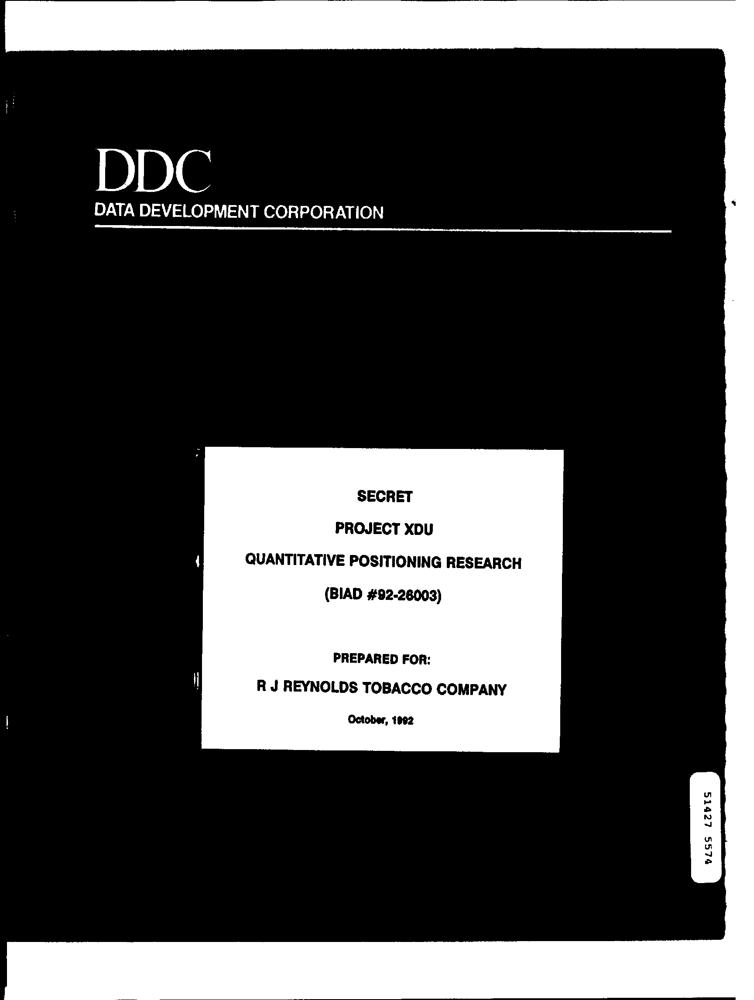 DDC
DATA DEVELOPMENT CORPORATION
SECRET
PROJECT XDU
QUANTITATIVE POSITIONING RESEARCH
(BIAD #92-26003)
PREPARED FOR:
R J REYNOLDS TOBACCO COMPANY
October, 1992
51427 5574